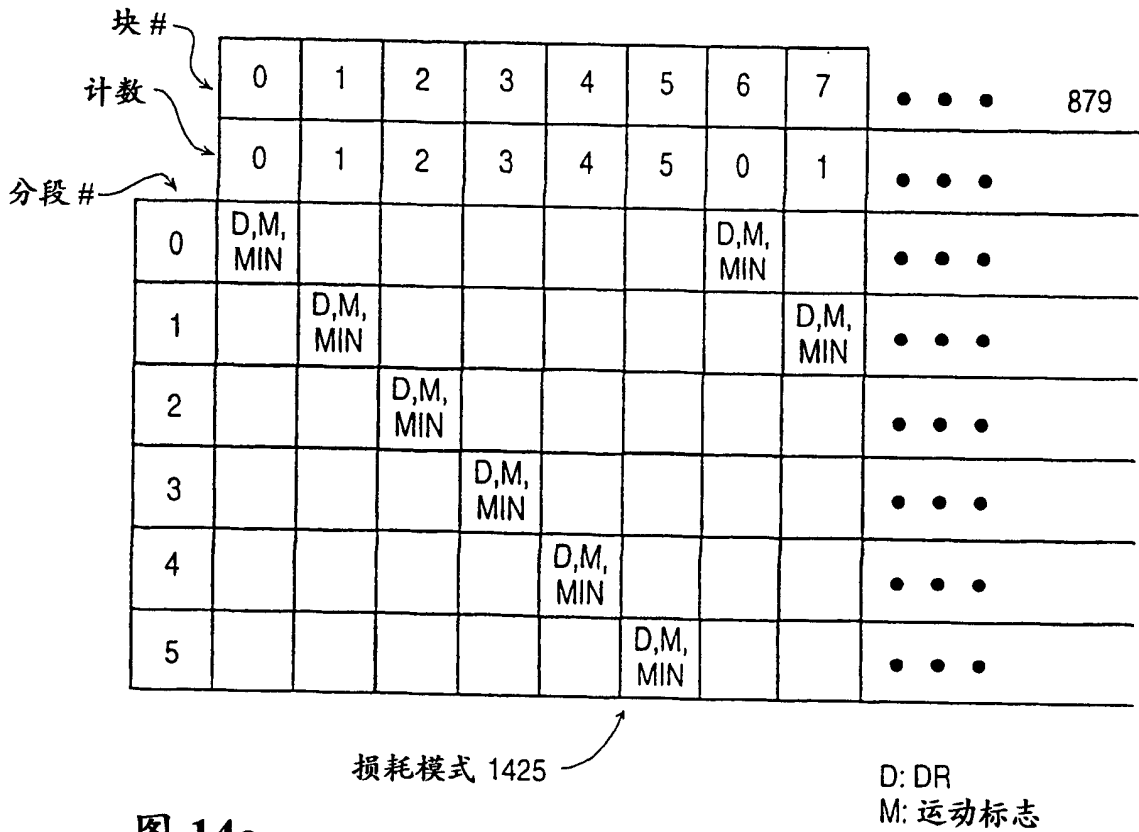 块 #
0 1 2 3 4 5 6 7 • • • 879
计数
0 1 2 3 4 5 0 1 • • •
分段 #
0 D,M, MIN D,M, MIN • • •
1 D,M, MIN D,M, MIN • • •
2 D,M, MIN • • •
3 D,M, MIN • • •
4 D,M, MIN • • •
5 D,M, MIN • • •
损耗模式 1425
D: DR
M: 运动标志